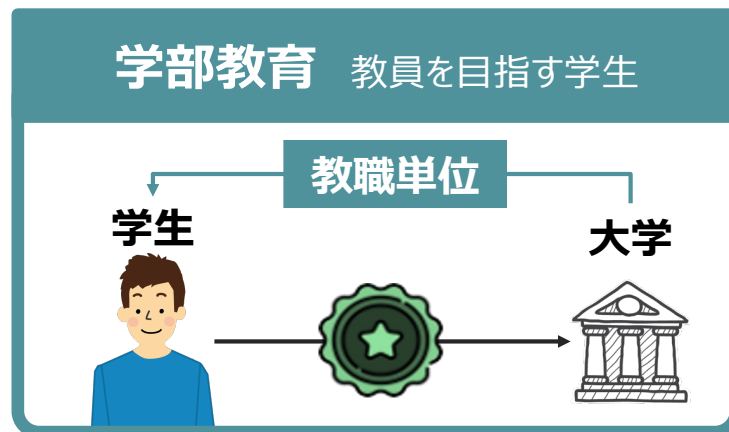 学部教育 教員を目指す学生
教職単位
学生
大学